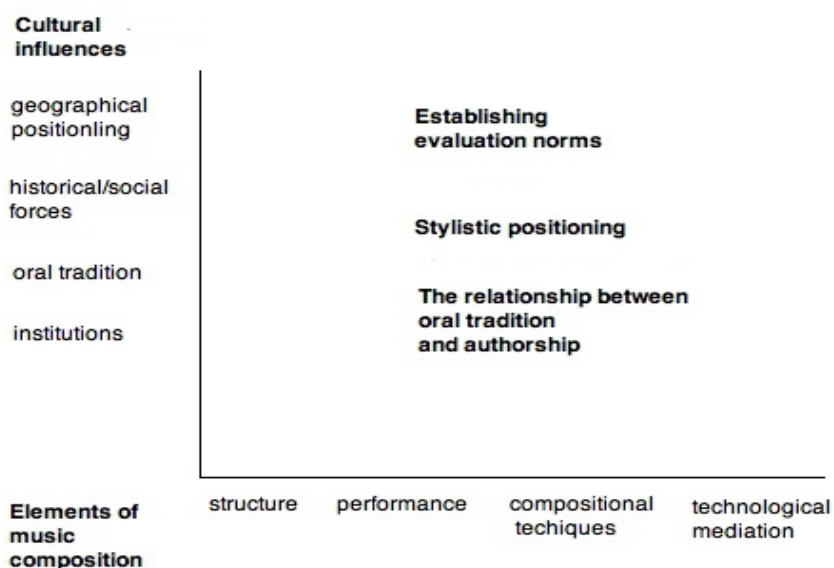 Cultural
influences
geographical
positionling
Establishing
evaluation norms
historical/social
forces
Stylistic positioning
oral tradition
The relationship between
oral tradition
and authorship
institutions
Elements of
music
composition
structure
performance
compositional
techiques
technological
mediation